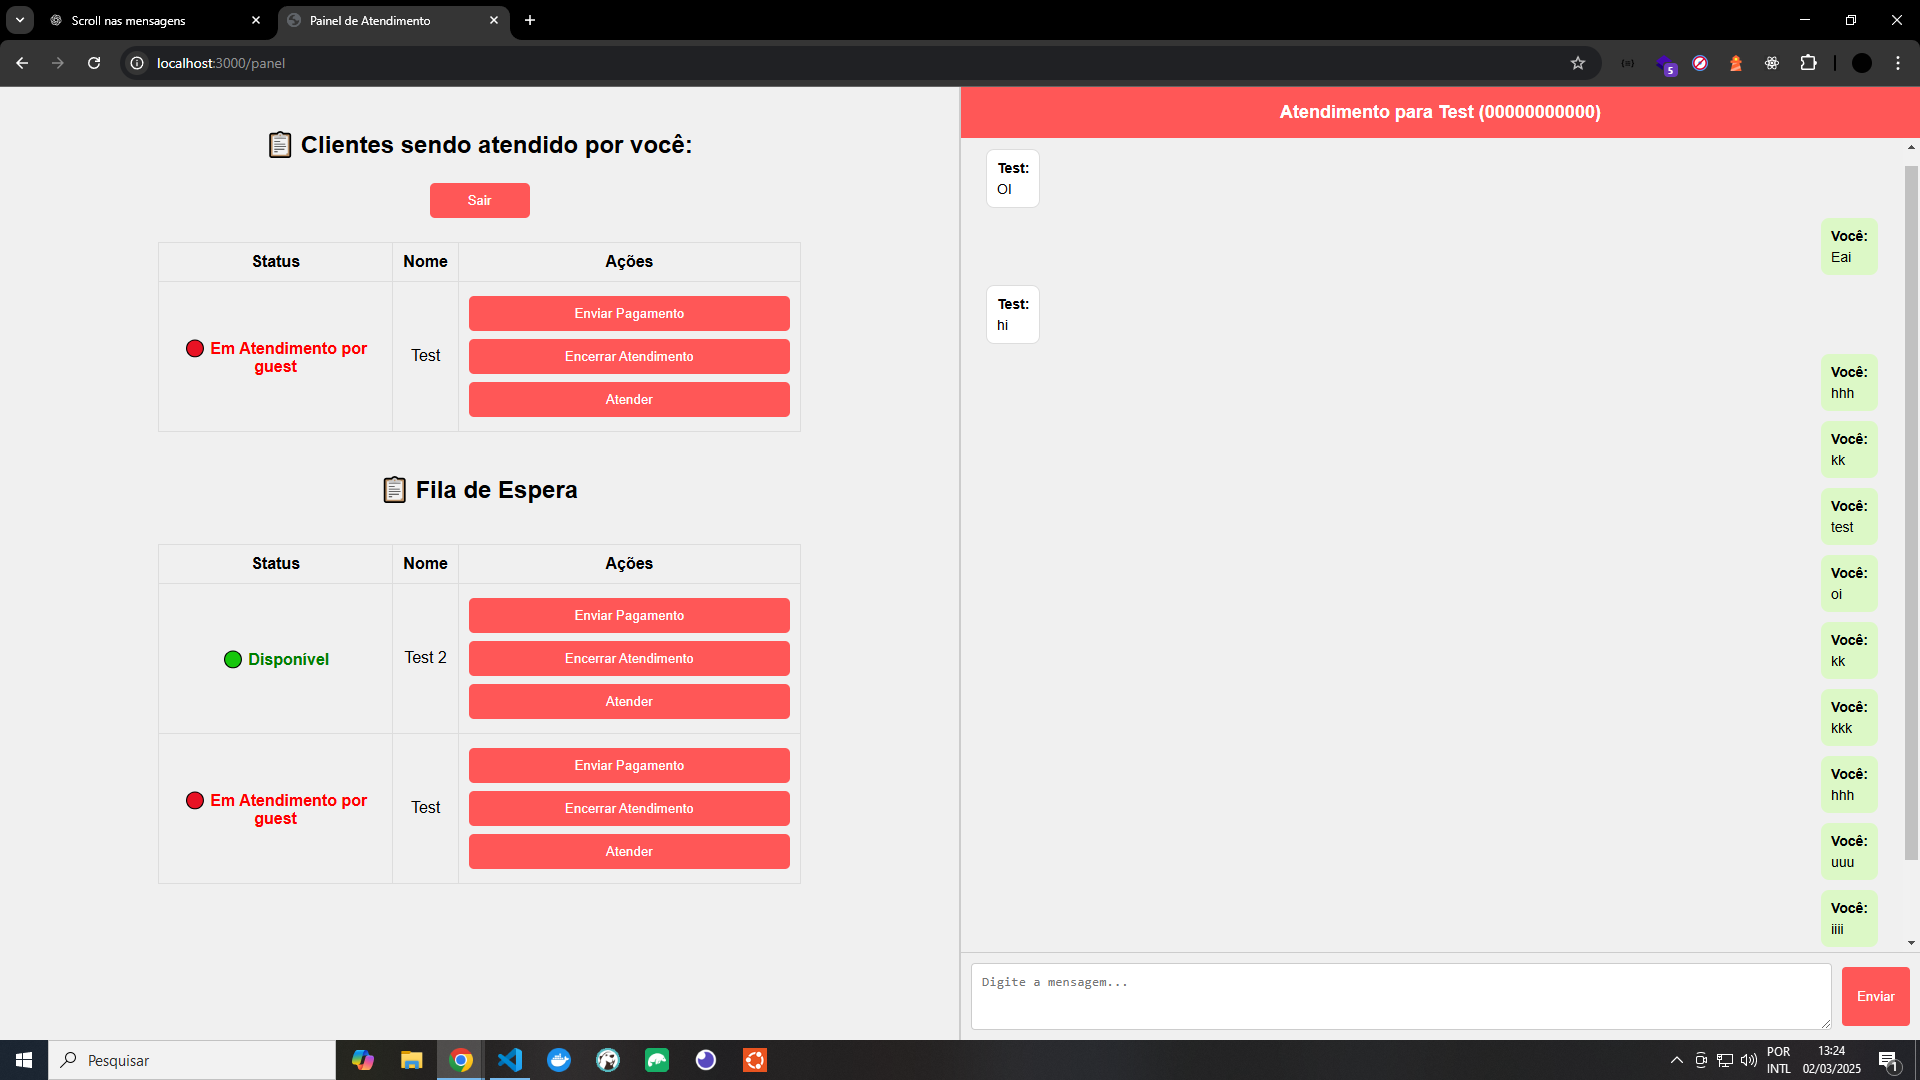 Scroll nas mensagens
Painel de Atendimento
localhost:3000/panel
5
📋 Clientes sendo atendido por você:
Sair
Status Nome Ações
🔴 Em Atendimento por
guest
Test
Enviar Pagamento
Encerrar Atendimento
Atender
📋 Fila de Espera
Status Nome Ações
🟢 Disponível
Test 2
Enviar Pagamento
Encerrar Atendimento
Atender
🔴 Em Atendimento por
guest
Test
Enviar Pagamento
Encerrar Atendimento
Atender
Atendimento para Test (00000000000)
Test:
OI
Você:
Eai
Test:
hi
Você:
hhh
Você:
kk
Você:
test
Você:
oi
Você:
kk
Você:
kkk
Você:
hhh
Você:
uuu
Você:
iiii
Digite a mensagem...
Enviar
Pesquisar
POR
INTL
13:24
02/03/2025
1